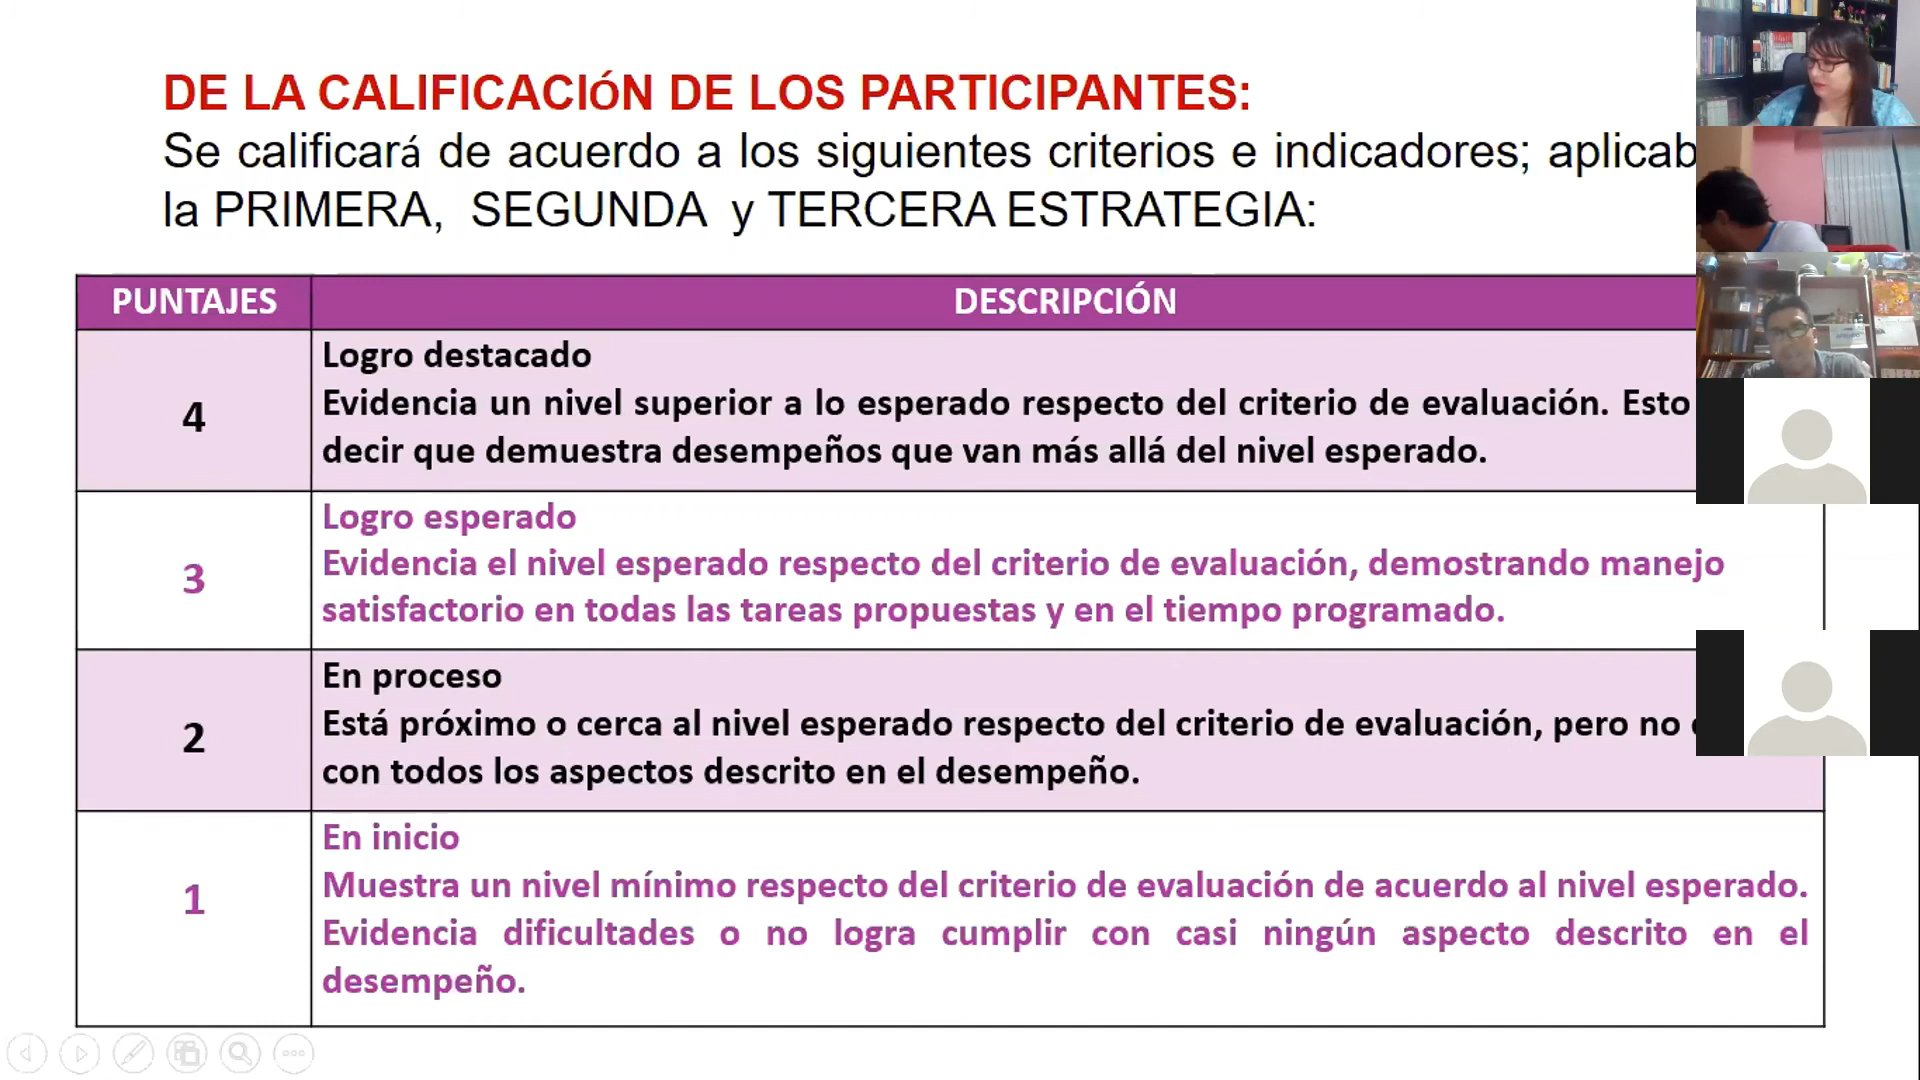 DE LA CALIFICACIÓN DE LOS PARTICIPANTES:
Se calificará de acuerdo a los siguientes criterios e indicadores;
la PRIMERA, SEGUNDA y TERCERA ESTRATEGIA:
PUNTAJES DESCRIPCIÓN
4
Logro destacado
Evidencia un nivel superior a lo esperado respecto del criterio de evaluación. Esto
decir que demuestra desempeños que van más allá del nivel esperado.
3
Logro esperado
Evidencia el nivel esperado respecto del criterio de evaluación, demostrando manejo
satisfactorio en todas las tareas propuestas y en el tiempo programado.
2
En proceso
Está próximo o cerca al nivel esperado respecto del criterio de evaluación, pero no
con todos los aspectos descrito en el desempeño.
1
En inicio
Muestra un nivel mínimo respecto del criterio de evaluación de acuerdo al nivel esperado.
Evidencia dificultades o no logra cumplir con casi ningún aspecto descrito en el
desempeño.